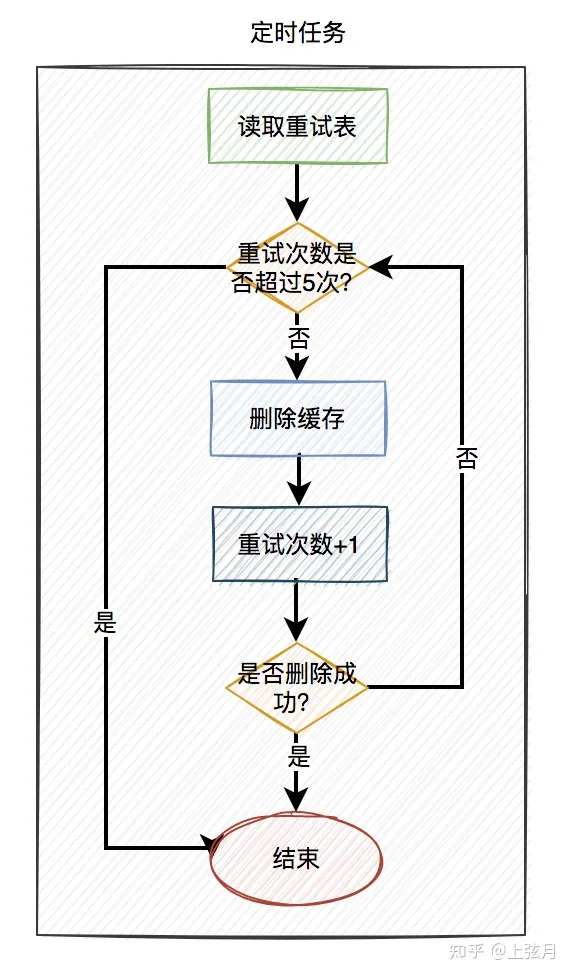 定时任务
读取重试表
重试次数是
否超过5次?
否
删除缓存
否
重试次数+1
是
是否删除成
功?
是
结束
知乎 @上弦月